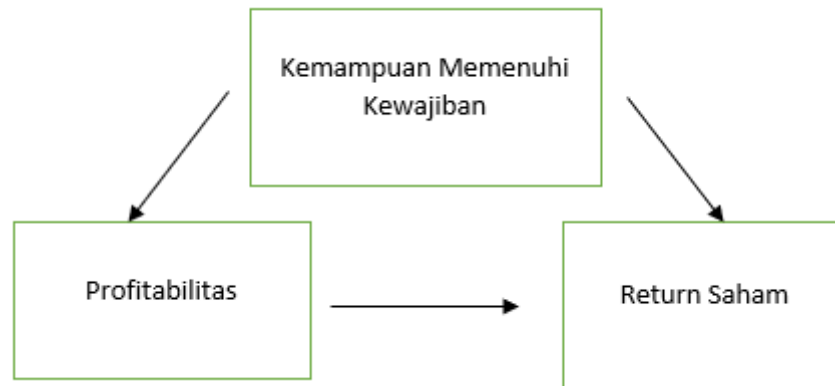 Kemampuan Memenuhi
Kewajiban
Profitabilitas
Return Saham